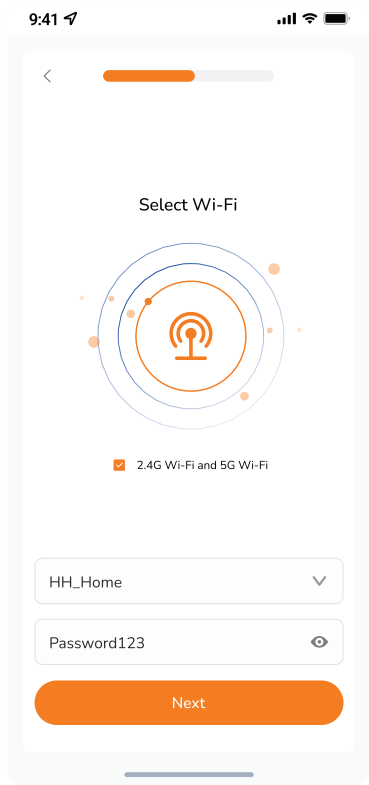 9:41
Select Wi-Fi
2.4G Wi-Fi and 5G Wi-Fi
HH_Home
Password123
Next